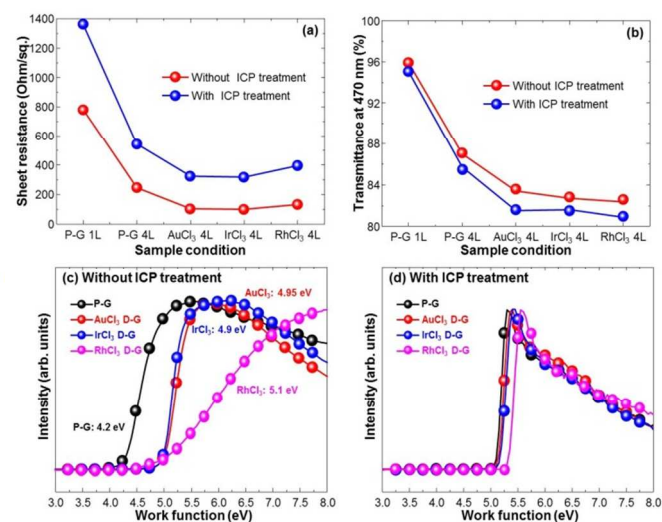 (a)
Sheet resistance (Ohm/sq.)
1400
1200
1000
800
600
400
200
0
Without ICP treatment
With ICP treatment
P-G 1L P-G 4L AuCl₃ 4L IrCl₃ 4L RhCl₃ 4L
Sample condition
(b)
Transmittance at 470 nm (%)
100
96
92
88
84
80
Without ICP treatment
With ICP treatment
P-G 1L P-G 4L AuCl₃ 4L IrCl₃ 4L RhCl₃ 4L
Sample condition
(c) Without ICP treatment
Intensity (arb. units)
P-G
AuCl₃ D-G
IrCl₃ D-G
RhCl₃ D-G
AuCl₃: 4.95 eV
IrCl₃: 4.9 eV
RhCl₃: 5.1 eV
P-G: 4.2 eV
3.0 3.5 4.0 4.5 5.0 5.5 6.0 6.5 7.0 7.5 8.0
Work function (eV)
(d) With ICP treatment
Intensity (arb. units)
P-G
AuCl₃ D-G
IrCl₃ D-G
RhCl₃ D-G
3.0 3.5 4.0 4.5 5.0 5.5 6.0 6.5 7.0 7.5 8.0
Work function (eV)